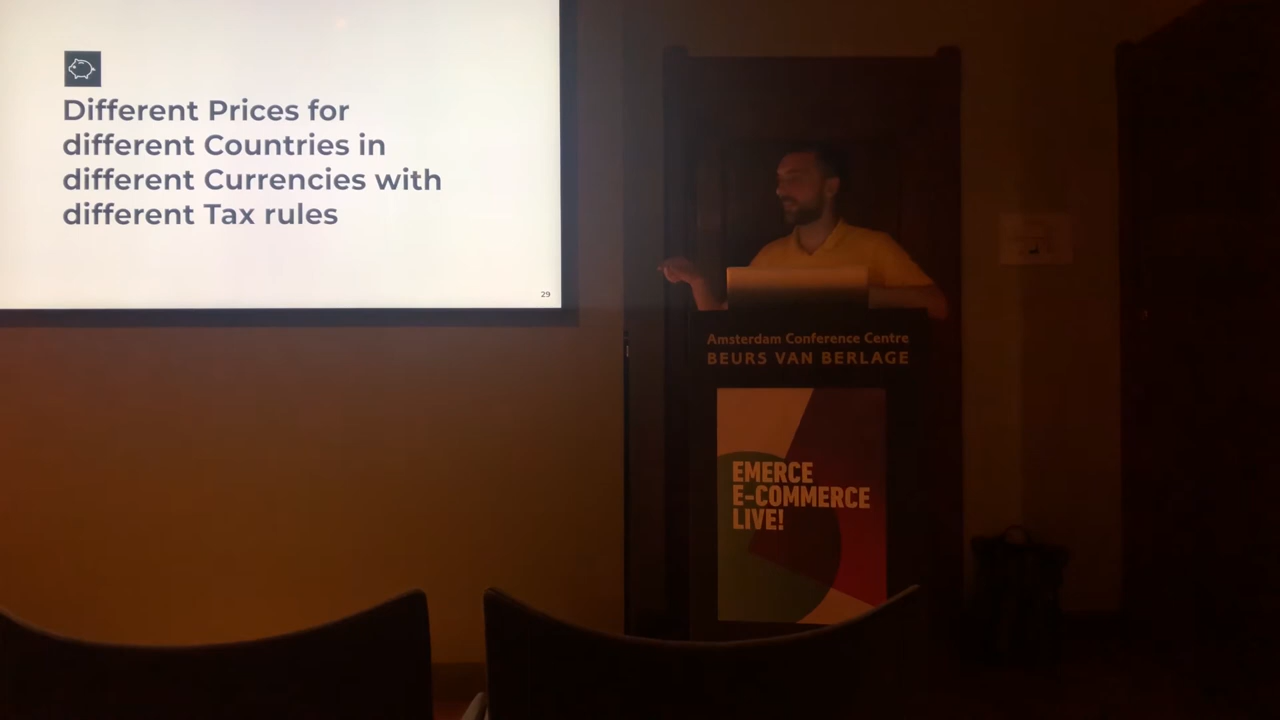 Different Prices for
different Countries in
different Currencies with
different Tax rules
29
Amsterdam Conference Centre
BEURS VAN BERLAGE
EMERCE
E-COMMERCE
LIVE!